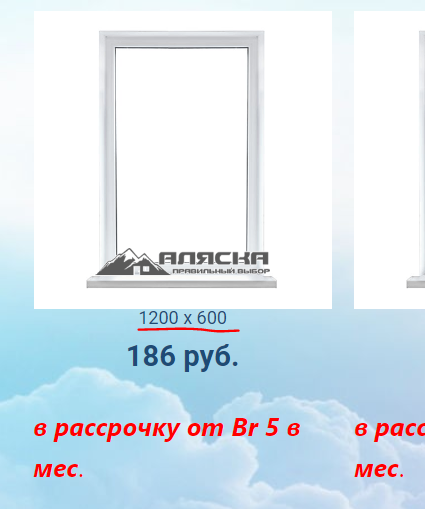 АЛЯСКА
ПРАВИЛЬНЫЙ ВЫБОР
1200 x 600
186 руб.
в рассрочку от Br 5 в
мес.
в расс
мес.